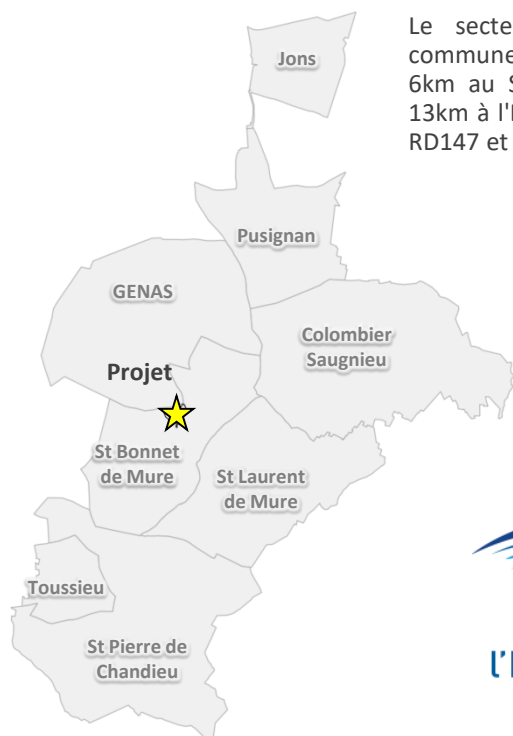 Le secte
commune
6km au S
13km à l'
RD147 et
Jons
Pusignan
GENAS
Colombier
Saugnieu
Projet
St Bonnet
de Mure
St Laurent
de Mure
Toussieu
St Pierre de
Chandieu
l'